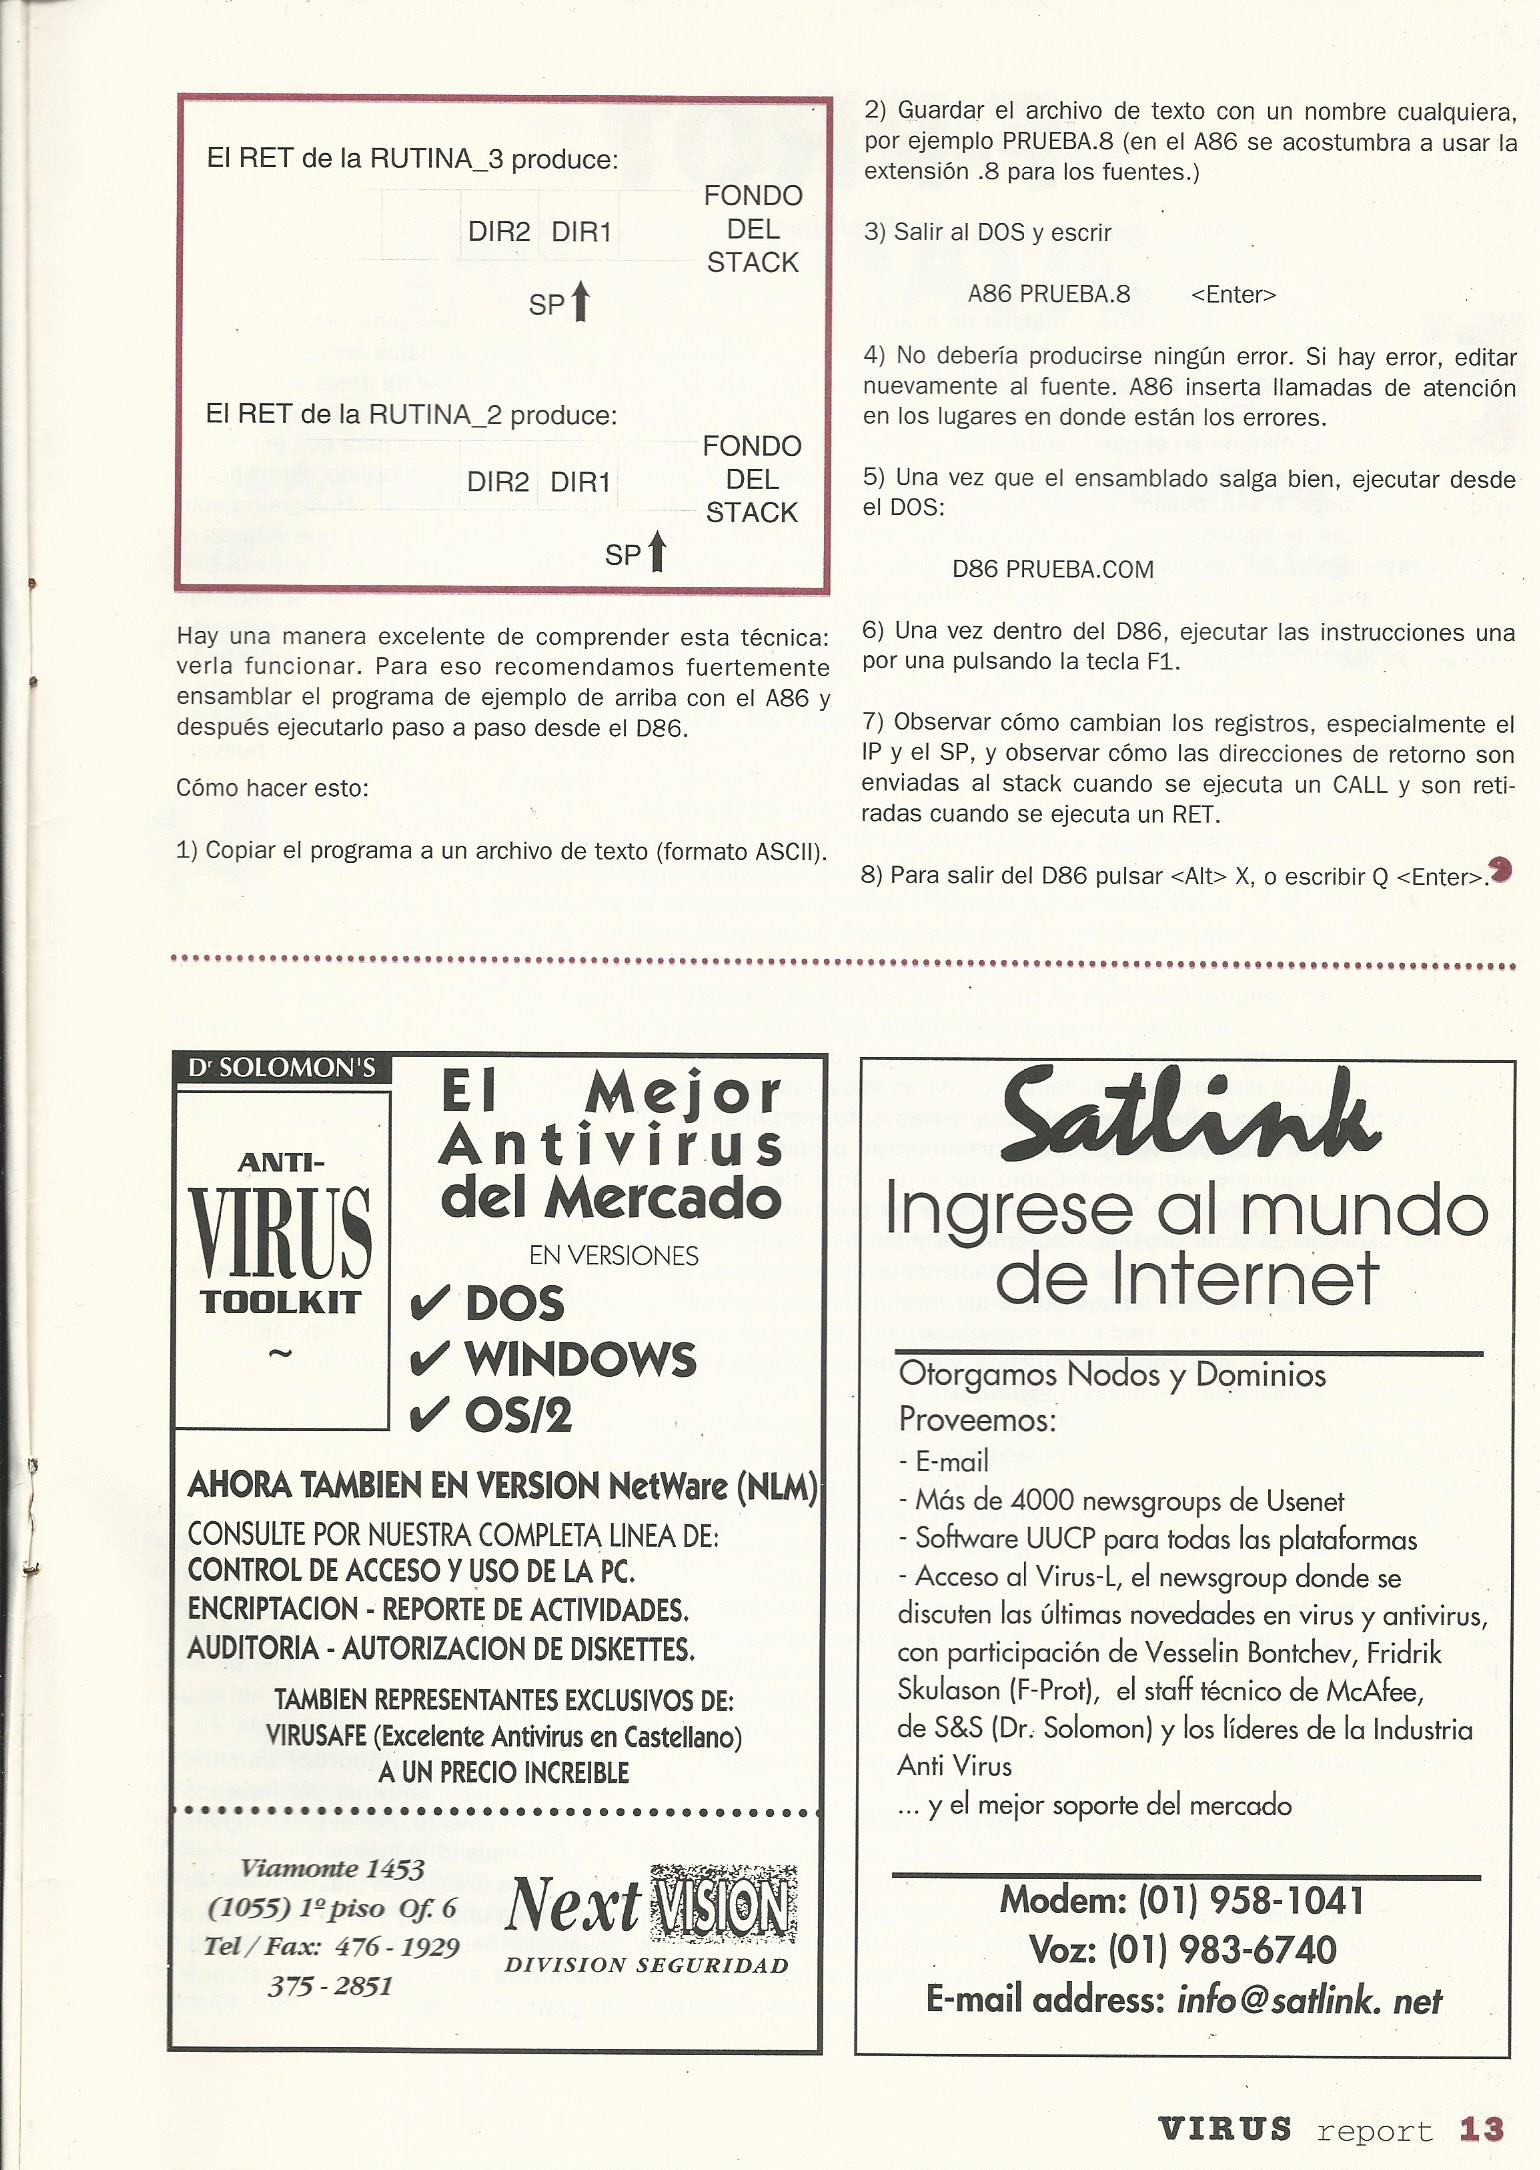 El RET de la RUTINA_3 produce:
FONDO
DIR2 DIR1 DEL
STACK
SP
El RET de la RUTINA_2 produce:
FONDO
DIR2 DIR1 DEL
STACK
SP
Hay una manera excelente de comprender esta técnica:
verla funcionar. Para eso recomendamos fuertemente
ensamblar el programa de ejemplo de arriba con el A86 y
después ejecutarlo paso a paso desde el D86.
Cómo hacer esto:
1) Copiar el programa a un archivo de texto (formato ASCII).
2) Guardar el archivo de texto con un nombre cualquiera,
por ejemplo PRUEBA.8 (en el A86 se acostumbra a usar la
extensión .8 para los fuentes.)
3) Salir al DOS y escrir
A86 PRUEBA.8 <Enter>
4) No debería producirse ningún error. Si hay error, editar
nuevamente al fuente. A86 inserta llamadas de atención
en los lugares en donde están los errores.
5) Una vez que el ensamblado salga bien, ejecutar desde
el DOS:
D86 PRUEBA.COM
6) Una vez dentro del D86, ejecutar las instrucciones una
por una pulsando la tecla F1.
7) Observar cómo cambian los registros, especialmente el
IP y el SP, y observar cómo las direcciones de retorno son
enviadas al stack cuando se ejecuta un CALL y son reti-
radas cuando se ejecuta un RET.
8) Para salir del D86 pulsar <Alt> X, o escribir Q <Enter>.
Dr SOLOMON'S
ANTI-
VIRUS
TOOLKIT
~
El Mejor
Antivirus
del Mercado
EN VERSIONES
✔ DOS
✔ WINDOWS
✔ OS/2
AHORA TAMBIEN EN VERSION NetWare (NLM)
CONSULTE POR NUESTRA COMPLETA LINEA DE:
CONTROL DE ACCESO Y USO DE LA PC.
ENCRIPTACION - REPORTE DE ACTIVIDADES.
AUDITORIA - AUTORIZACION DE DISKETTES.
TAMBIEN REPRESENTANTES EXCLUSIVOS DE:
VIRUSAFE (Excelente Antivirus en Castellano)
A UN PRECIO INCREIBLE
Viamonte 1453
(1055) 1º piso Of. 6
Tel / Fax: 476 - 1929
375 - 2851
Next VISION
DIVISION SEGURIDAD
Satlink
Ingrese al mundo
de Internet
Otorgamos Nodos y Dominios
Proveemos:
- E-mail
- Más de 4000 newsgroups de Usenet
- Software UUCP para todas las plataformas
- Acceso al Virus-L, el newsgroup donde se
discuten las últimas novedades en virus y antivirus,
con participación de Vesselin Bontchev, Fridrik
Skulason (F-Prot), el staff técnico de McAfee,
de S&S (Dr. Solomon) y los líderes de la Industria
Anti Virus
... y el mejor soporte del mercado
Modem: (01) 958-1041
Voz: (01) 983-6740
E-mail address: info@satlink. net
VIRUS report 13